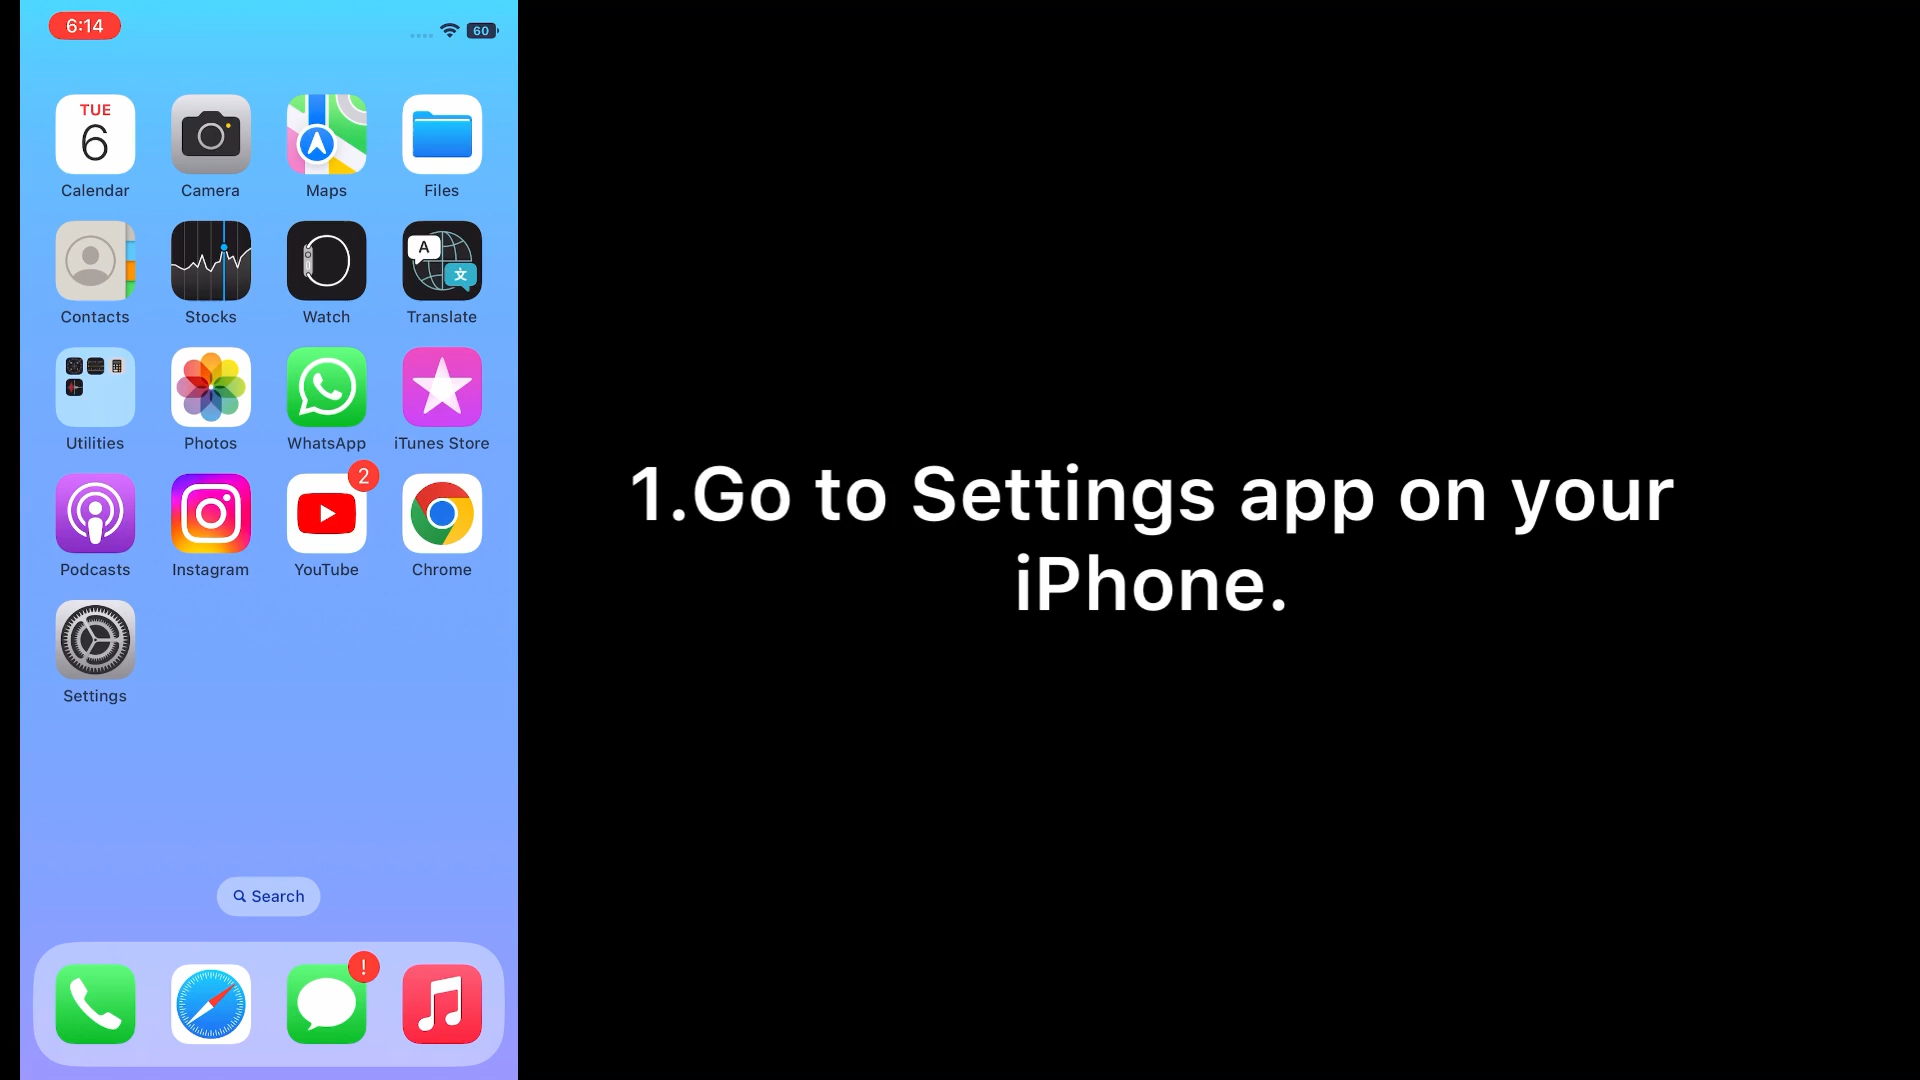 6:14
60
TUE
6
Calendar
Camera
Maps
Files
A
文
Contacts
Stocks
Watch
Translate
Utilities
Photos
WhatsApp
iTunes Store
2
Podcasts
Instagram
YouTube
Chrome
Settings
Search
!
1.Go to Settings app on your
iPhone.